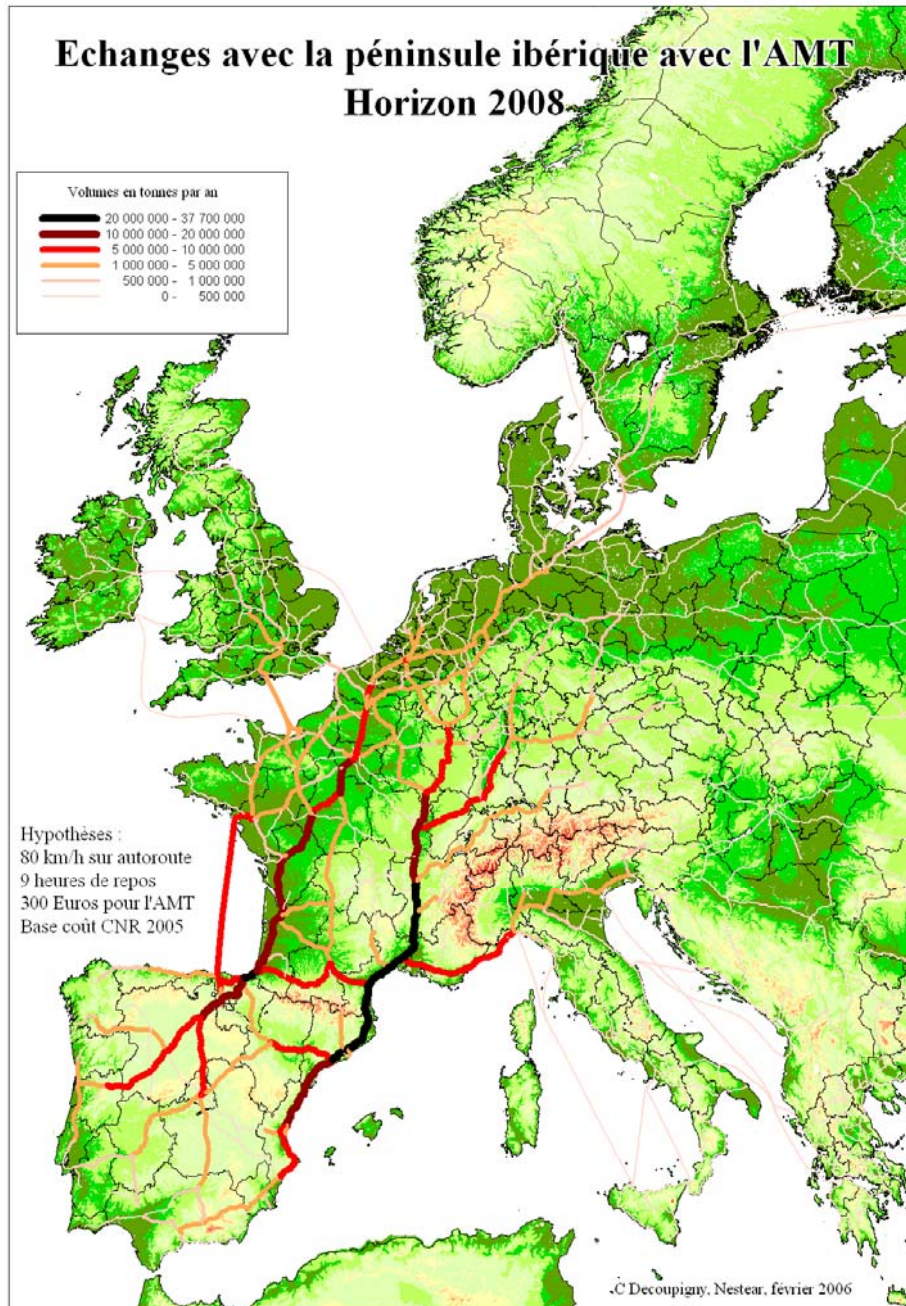 Echanges avec la péninsule ibérique avec l'AMT
Horizon 2008
Volumes en tonnes par an
20 000 000 - 37 700 000
10 000 000 - 20 000 000
5 000 000 - 10 000 000
1 000 000 - 5 000 000
500 000 - 1 000 000
0 - 500 000
Hypothèses :
80 km/h sur autoroute
9 heures de repos
300 Euros pour l'AMT
Base coût CNR 2005
C Decoupigny, Nestear, février 2006